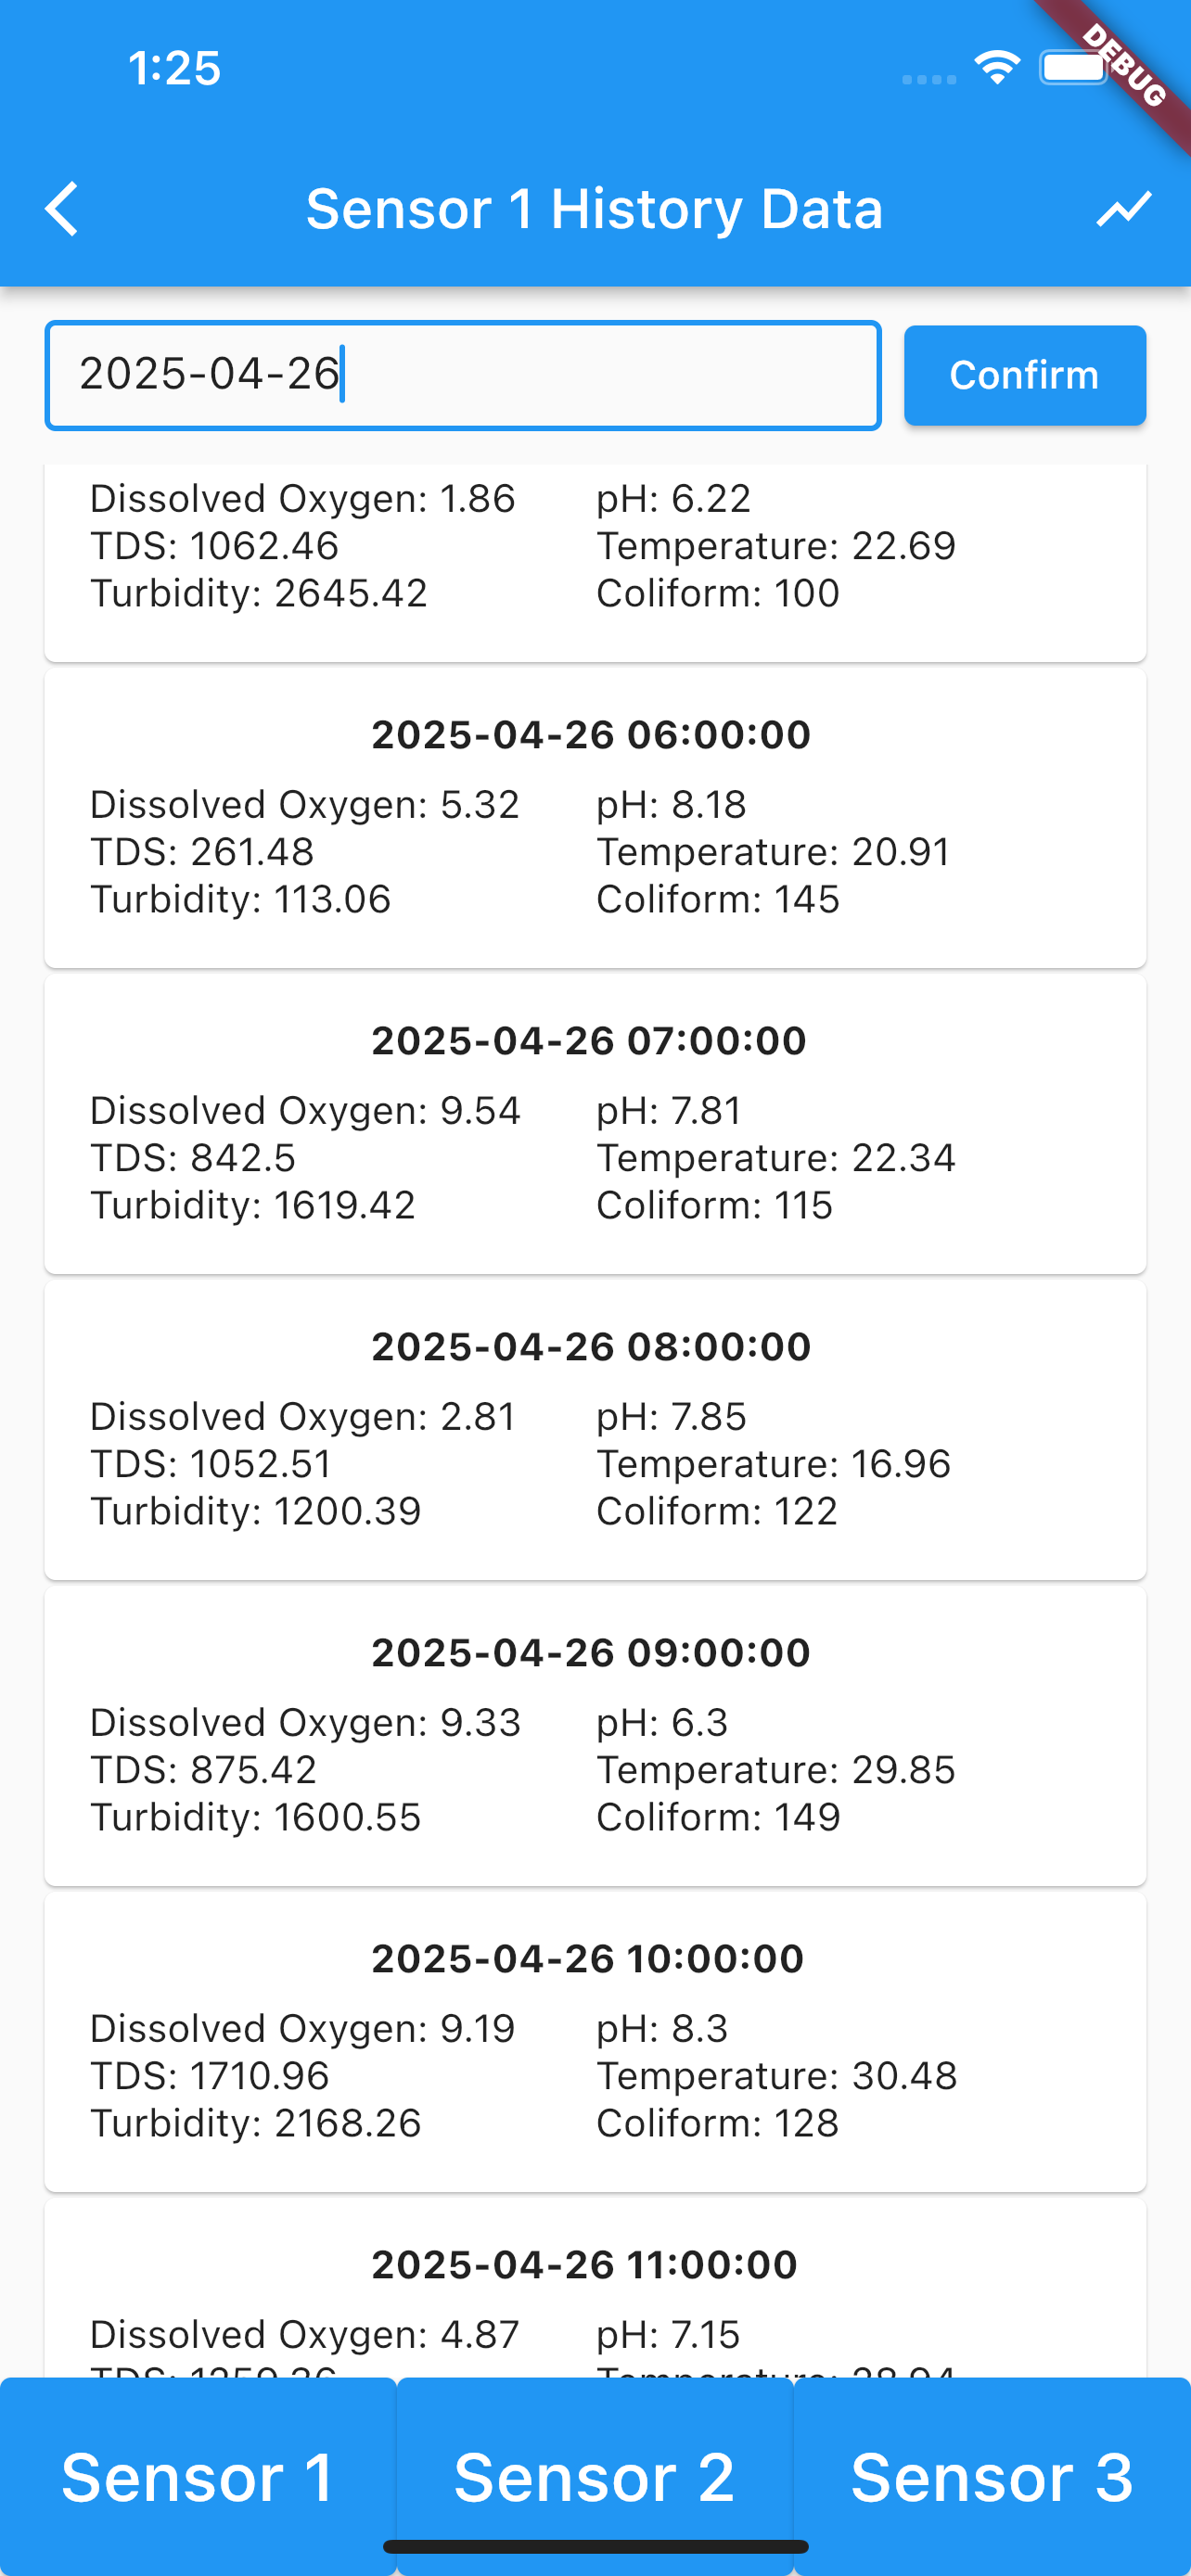 1:25
DEBUG
Sensor 1 History Data
2025-04-26
Confirm
Dissolved Oxygen: 1.86 pH: 6.22
TDS: 1062.46 Temperature: 22.69
Turbidity: 2645.42 Coliform: 100
2025-04-26 06:00:00
Dissolved Oxygen: 5.32 pH: 8.18
TDS: 261.48 Temperature: 20.91
Turbidity: 113.06 Coliform: 145
2025-04-26 07:00:00
Dissolved Oxygen: 9.54 pH: 7.81
TDS: 842.5 Temperature: 22.34
Turbidity: 1619.42 Coliform: 115
2025-04-26 08:00:00
Dissolved Oxygen: 2.81 pH: 7.85
TDS: 1052.51 Temperature: 16.96
Turbidity: 1200.39 Coliform: 122
2025-04-26 09:00:00
Dissolved Oxygen: 9.33 pH: 6.3
TDS: 875.42 Temperature: 29.85
Turbidity: 1600.55 Coliform: 149
2025-04-26 10:00:00
Dissolved Oxygen: 9.19 pH: 8.3
TDS: 1710.96 Temperature: 30.48
Turbidity: 2168.26 Coliform: 128
2025-04-26 11:00:00
Dissolved Oxygen: 4.87 pH: 7.15
TDS: Temperature:
Sensor 1 Sensor 2 Sensor 3